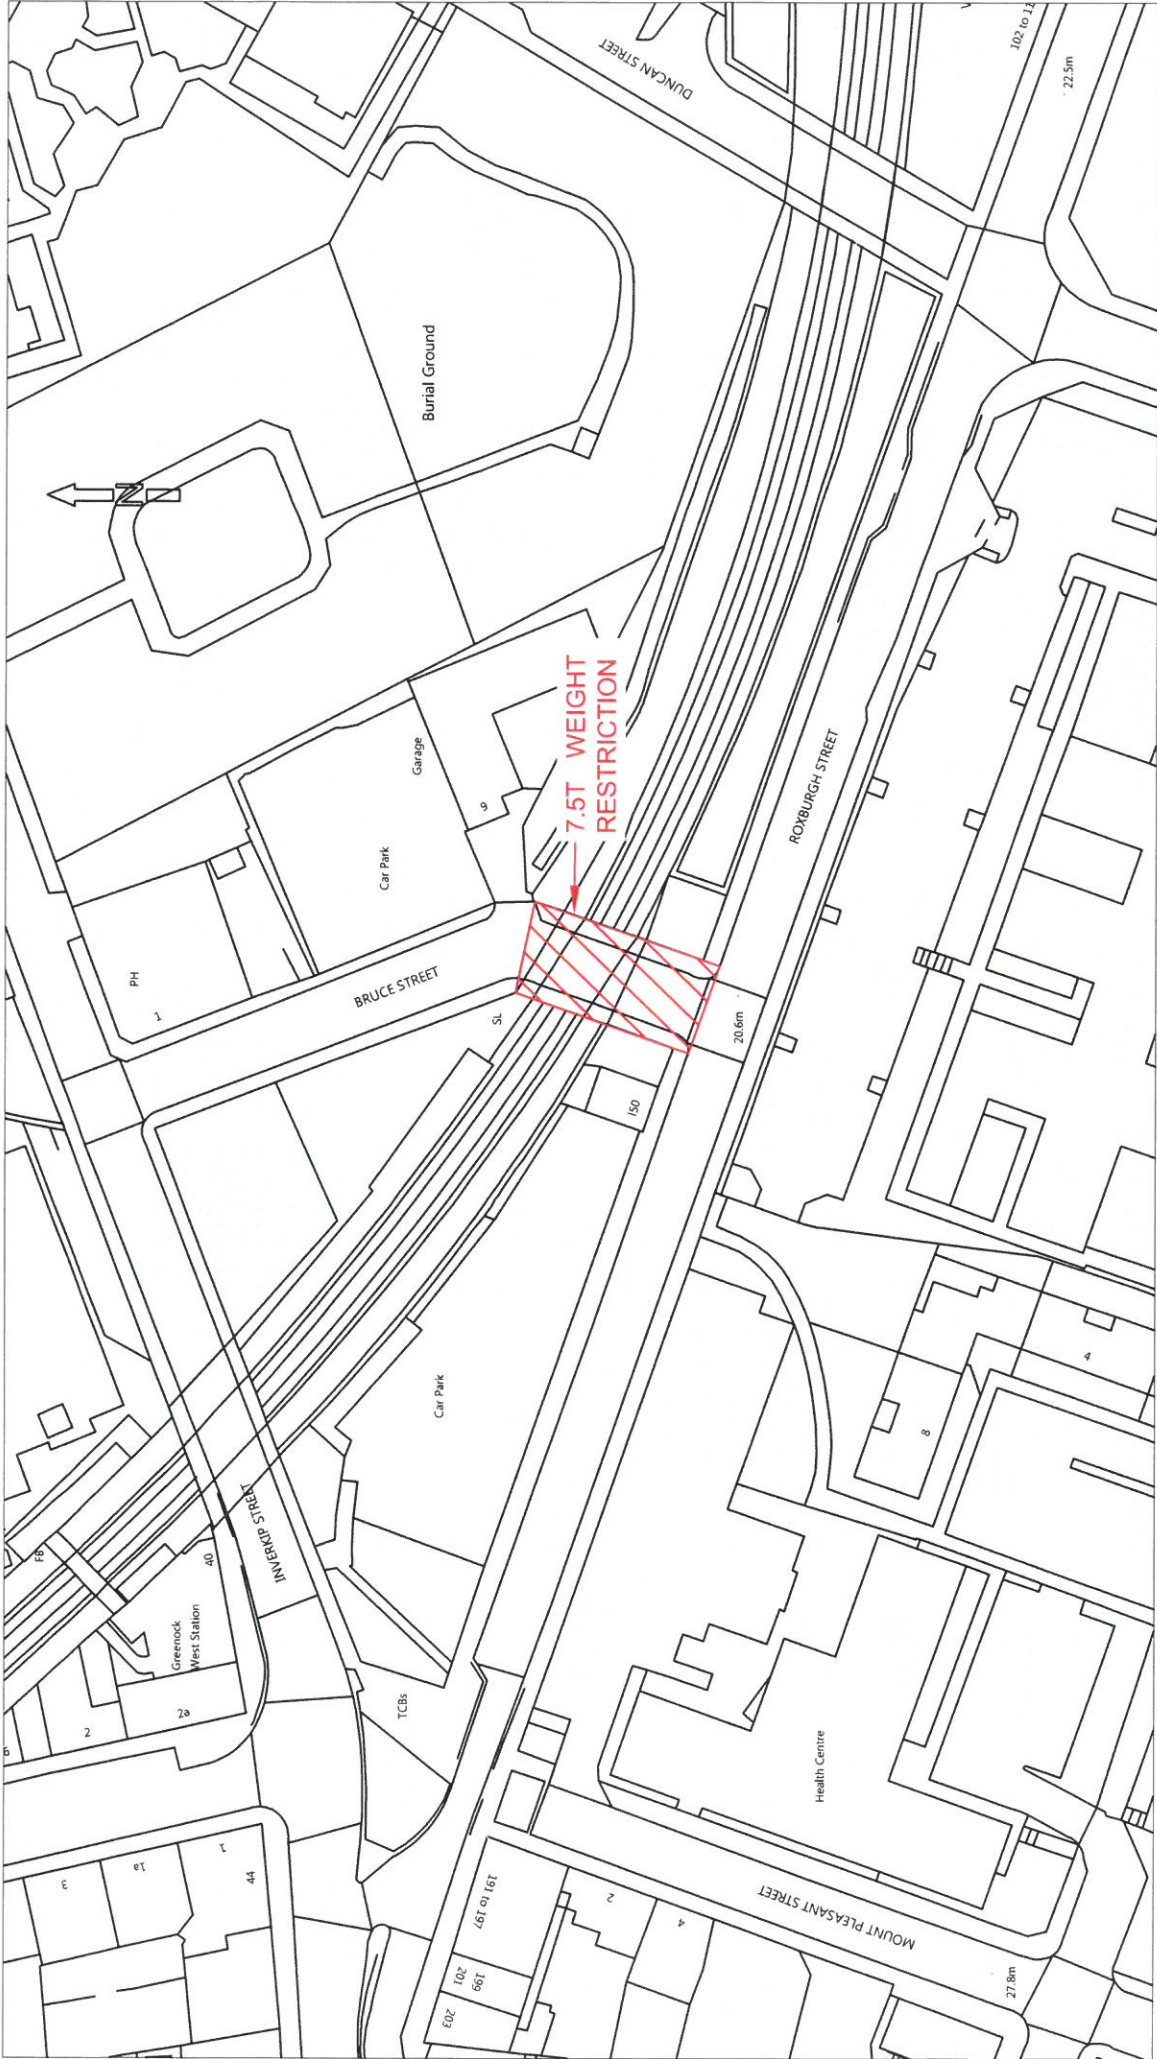 DUNCAN STREET
102 to 11
22.5m
Burial Ground
N
7.5T WEIGHT
RESTRICTION
Garage
9
Car Park
ROXBURGH STREET
PH
1
BRUCE STREET
SL
20.6m
150
Car Park
4
8
INVERKIP STREET
FB
40
Greenock
West Station
2a
2
6
TCBs
Health Centre
MOUNT PLEASANT STREET
27.8m
3
1a
1
44
191 to 197
199
201
203
2
4